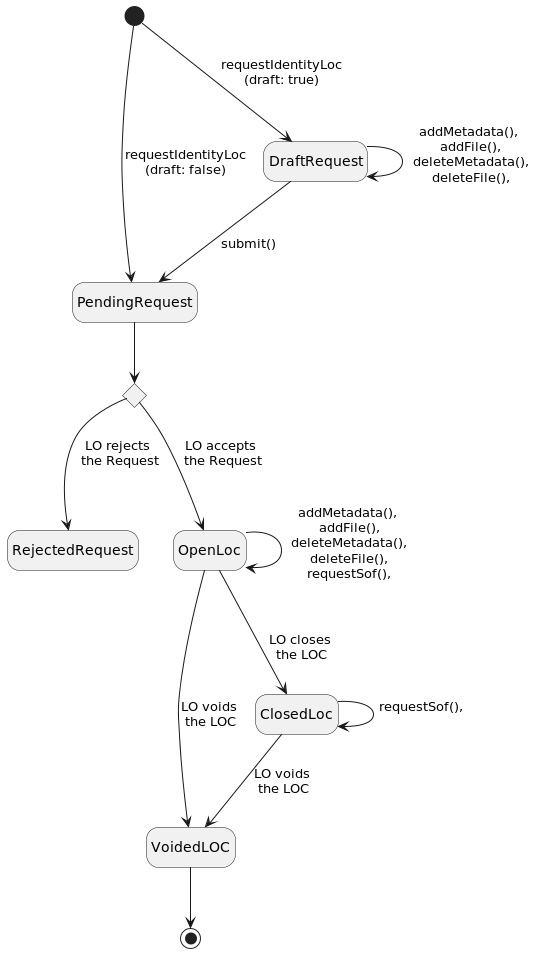 requestIdentityLoc
(draft: true)
addMetadata(),
addFile(),
deleteMetadata(),
deleteFile(),
DraftRequest
requestIdentityLoc
(draft: false)
submit()
PendingRequest
LO rejects
the Request
LO accepts
the Request
RejectedRequest
OpenLoc
addMetadata(),
addFile(),
deleteMetadata(),
deleteFile(),
requestSof(),
LO closes
the LOC
LO voids
the LOC
ClosedLoc
requestSof(),
LO voids
the LOC
VoidedLOC